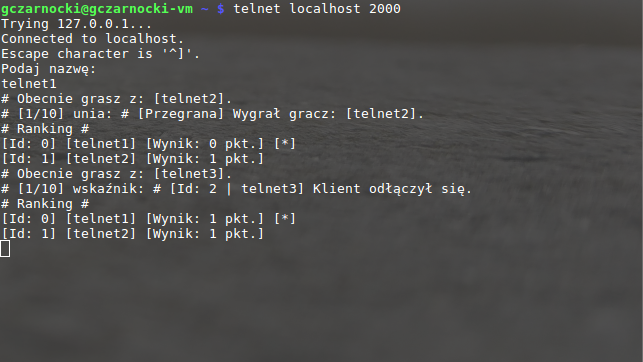 gczarnocki@gczarnocki-vm ~ $ telnet localhost 2000
Trying 127.0.0.1...
Connected to localhost.
Escape character is '^]'.
Podaj nazwę:
telnet1
# Obecnie grasz z: [telnet2].
# [1/10] unia: # [Przegrana] Wygrał gracz: [telnet2].
# Ranking #
[Id: 0] [telnet1] [Wynik: 0 pkt.] [*]
[Id: 1] [telnet2] [Wynik: 1 pkt.]
# Obecnie grasz z: [telnet3].
# [1/10] wskaźnik: # [Id: 2 | telnet3] Klient odłączył się.
# Ranking #
[Id: 0] [telnet1] [Wynik: 1 pkt.] [*]
[Id: 1] [telnet2] [Wynik: 1 pkt.]